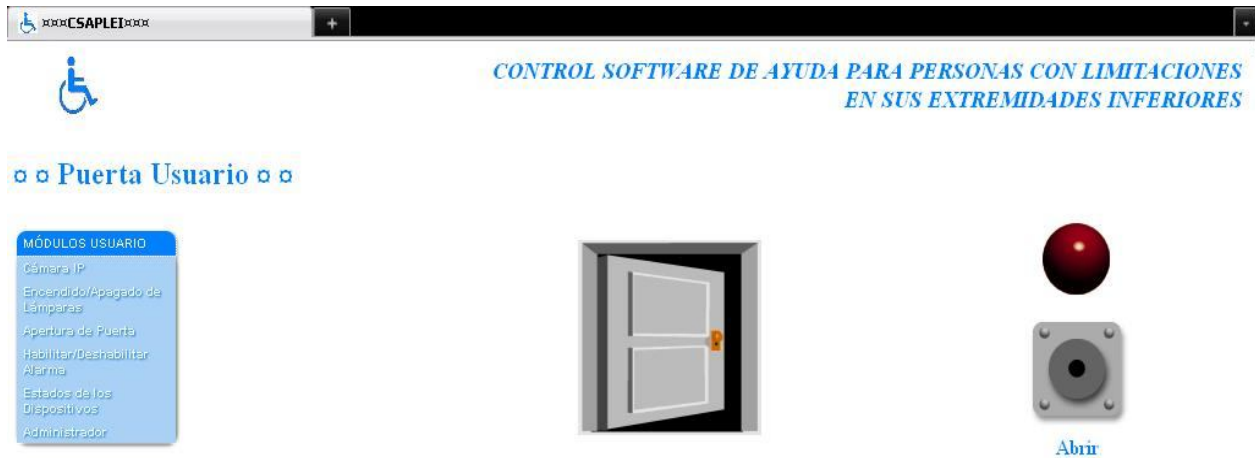 ¤¤¤CSAPLEI¤¤¤
CONTROL SOFTWARE DE AYUDA PARA PERSONAS CON LIMITACIONES
EN SUS EXTREMIDADES INFERIORES
¤ ¤ Puerta Usuario ¤ ¤
MÓDULOS USUARIO
Cámara IP
Encendido/Apagado de
Lámparas
Apertura de Puerta
Habilitar/Deshabilitar
Alarma
Estados de los
Dispositivos
Administrador
Abrir